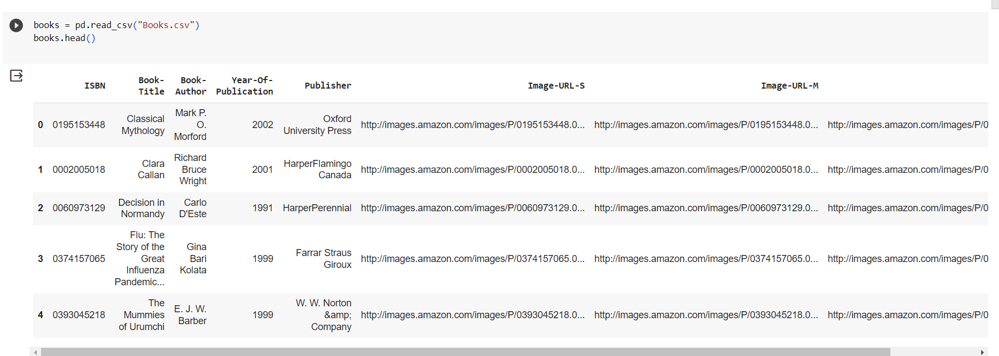 books = pd.read_csv("Books.csv")
books.head()
ISBN Book-Title Book-Author Year-Of-Publication Publisher Image-URL-S Image-URL-M
0 0195153448 Classical Mythology Mark P. O. Morford 2002 Oxford University Press http://images.amazon.com/images/P/0195153448.0... http://images.amazon.com/images/P/0195153448.0... http://images.amazon.com/images/P/0
1 0002005018 Clara Callan Richard Bruce Wright 2001 HarperFlamingo Canada http://images.amazon.com/images/P/0002005018.0... http://images.amazon.com/images/P/0002005018.0... http://images.amazon.com/images/P/0
2 0060973129 Decision in Normandy Carlo D'Este 1991 HarperPerennial http://images.amazon.com/images/P/0060973129.0... http://images.amazon.com/images/P/0060973129.0... http://images.amazon.com/images/P/0
3 0374157065 Flu: The Story of the Great Influenza Pandemic... Gina Bari Kolata 1999 Farrar Straus Giroux http://images.amazon.com/images/P/0374157065.0... http://images.amazon.com/images/P/0374157065.0... http://images.amazon.com/images/P/0
4 0393045218 The Mummies of Urumchi E. J. W. Barber 1999 W. W. Norton &amp; Company http://images.amazon.com/images/P/0393045218.0... http://images.amazon.com/images/P/0393045218.0... http://images.amazon.com/images/P/0